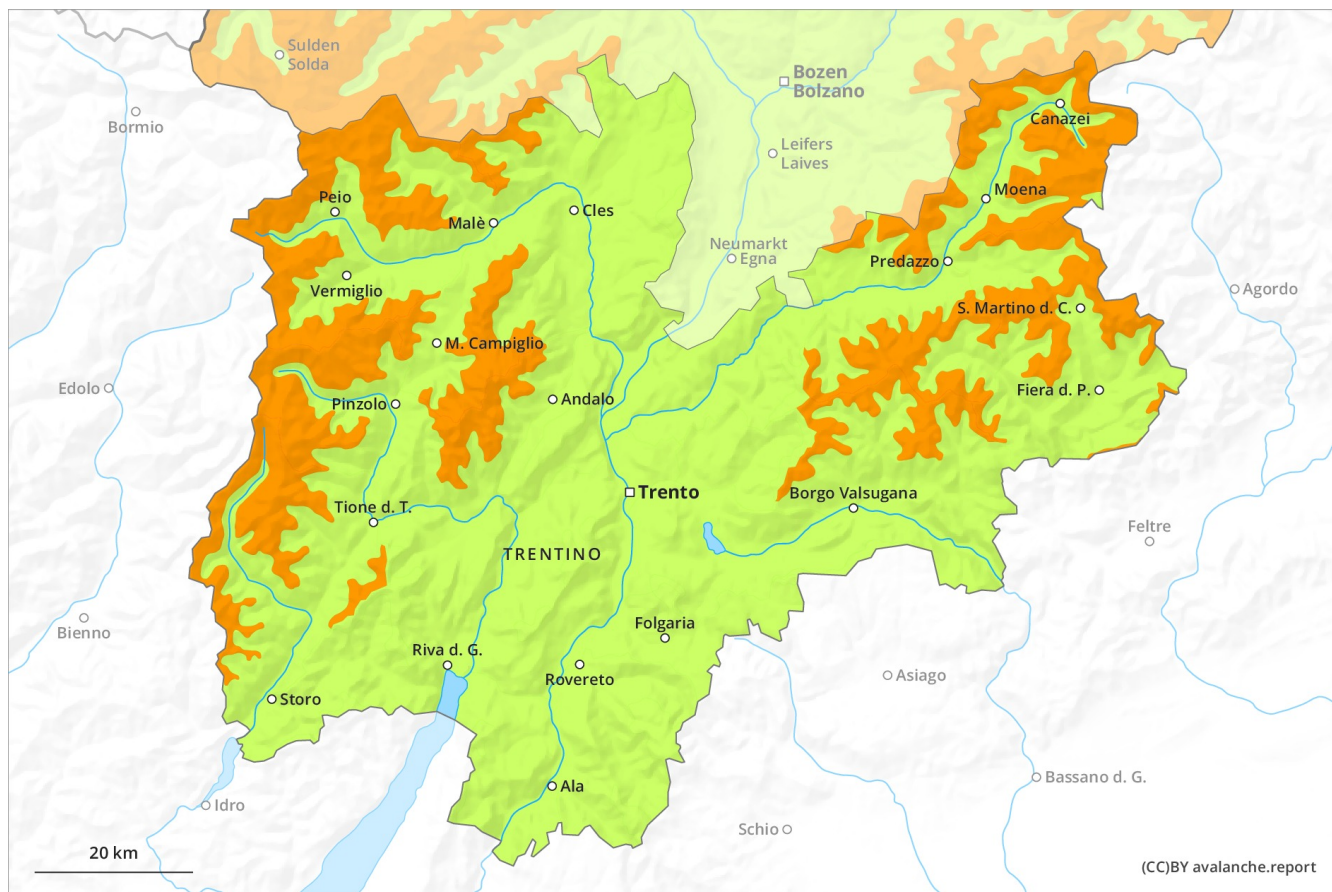 Sulden
Solda
Bozen
Bolzano
Bormio
Canazei
Leifers
Laives
Peio
Moena
Malè
Cles
Neumarkt
Egna
Predazzo
Vermiglio
Agordo
S. Martino d. C.
M. Campiglio
Edolo
Fiera d. P.
Pinzolo
Andalo
Trento
Borgo Valsugana
Tione d. T.
Feltre
TRENTINO
Bienno
Folgaria
Riva d. G.
Asiago
Rovereto
Storo
Bassano d. G.
Ala
Idro
Schio
20 km
(CC)BY avalanche.report